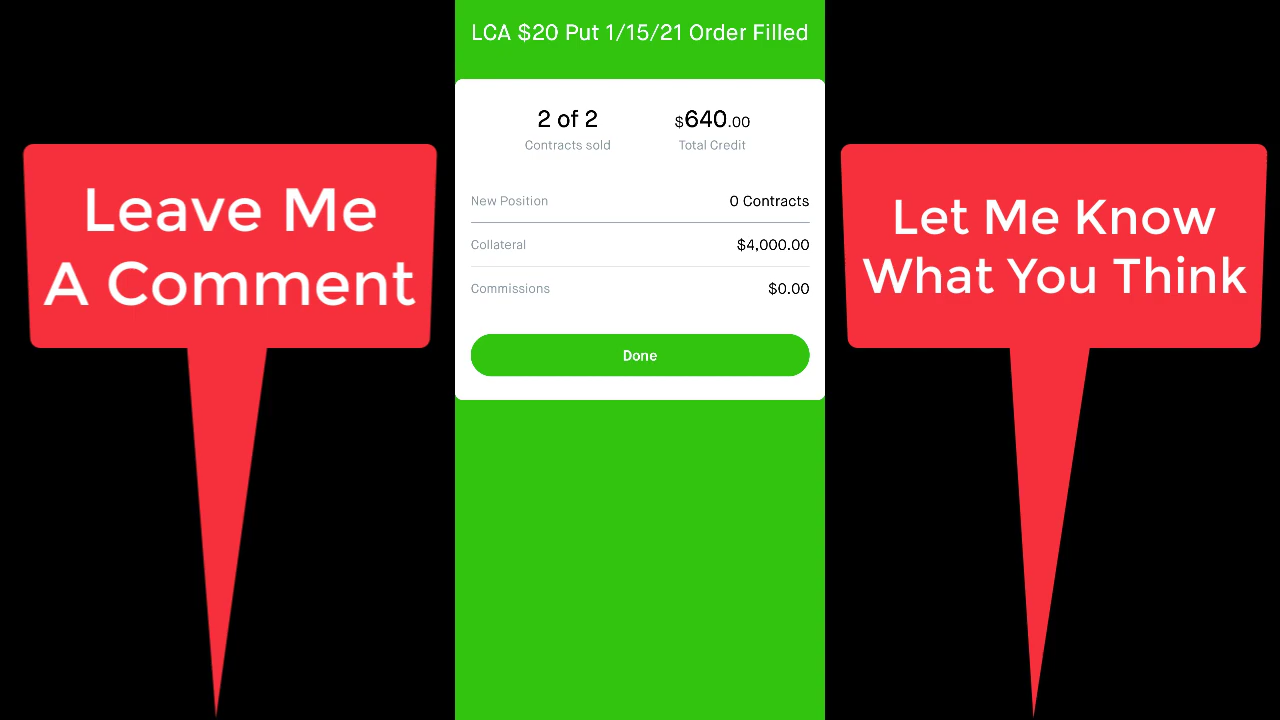 LCA $20 Put 1/15/21 Order Filled
Leave Me
A Comment
2 of 2
Contracts sold
$640.00
Total Credit
New Position 0 Contracts
Collateral $4,000.00
Commissions $0.00
Done
Let Me Know
What You Think